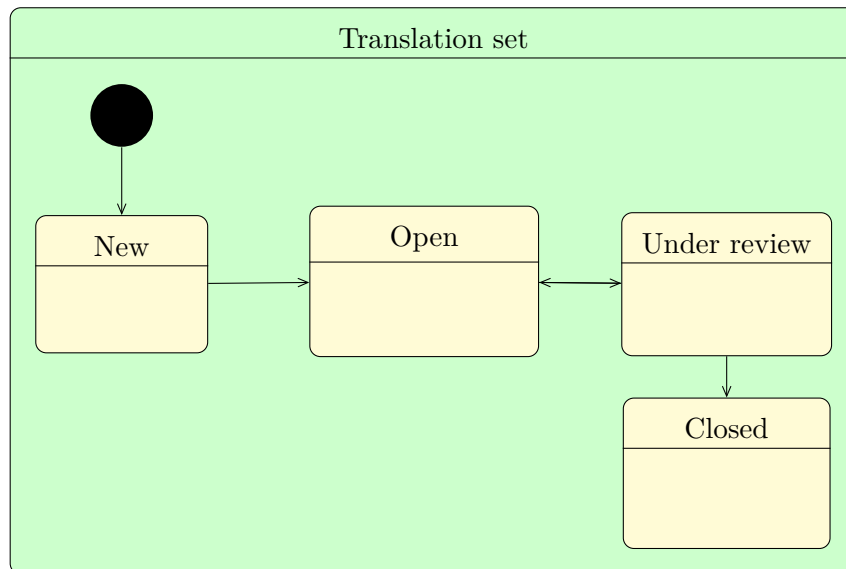 Translation set
New
Open
Under review
Closed